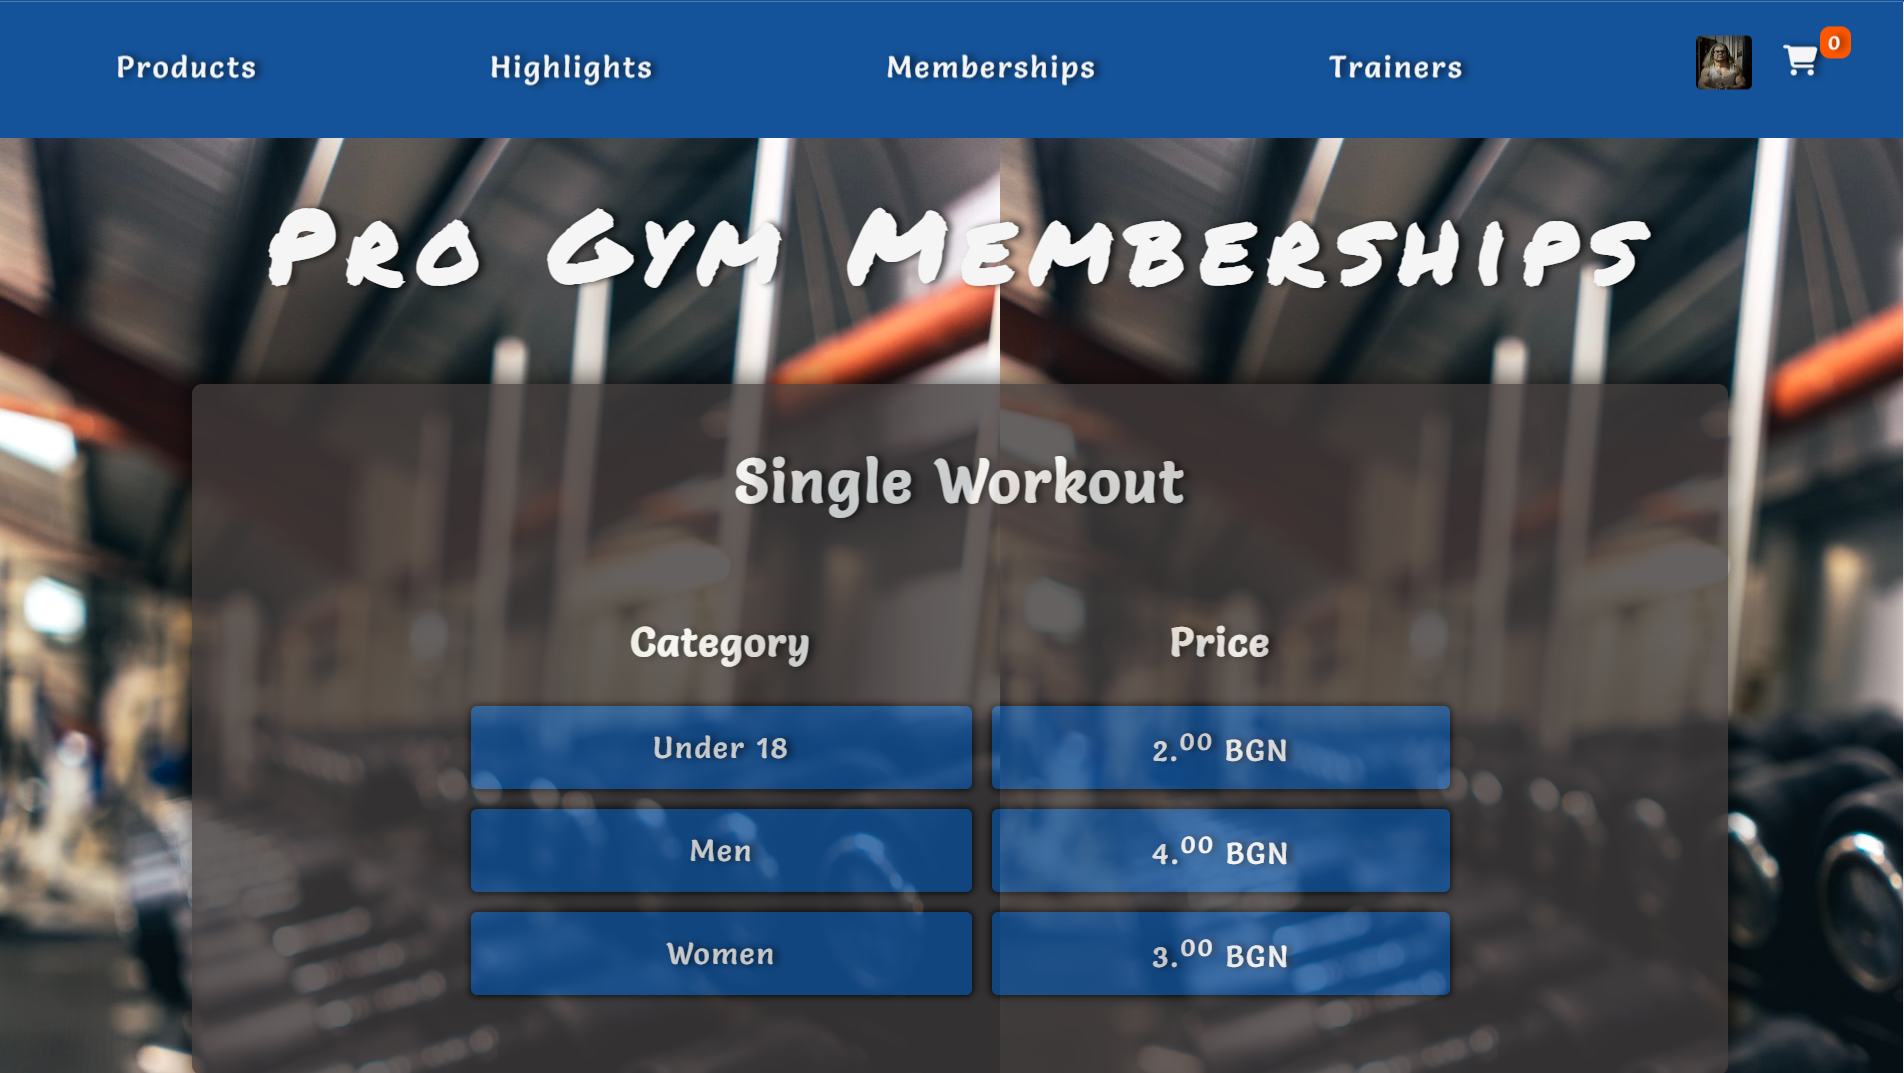 Products Highlights Memberships Trainers 0
Pro Gym Memberships
Single Workout
Category Price
Under 18 2.00 BGN
Men 4.00 BGN
Women 3.00 BGN